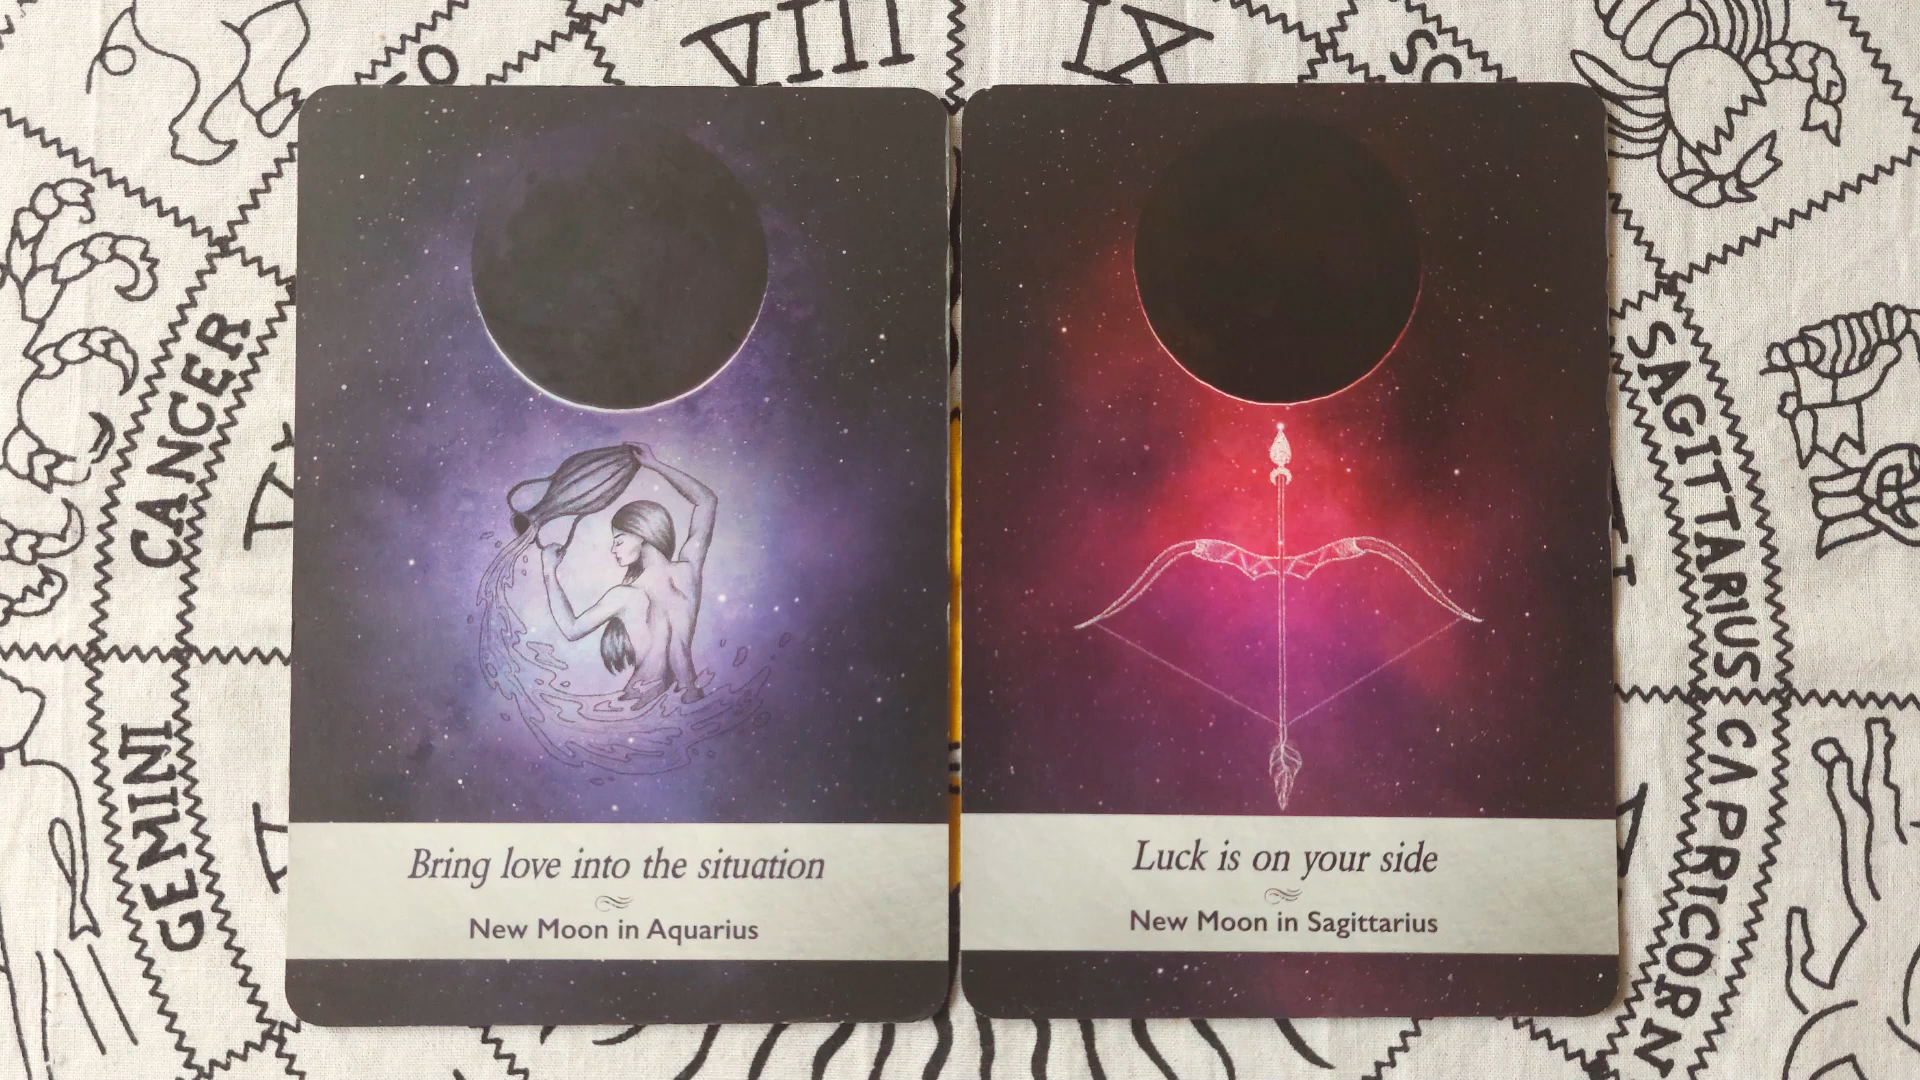 VIII
IX
CANCER
SAGITTARIUS
GEMINI
CAPRICORN
Bring love into the situation
New Moon in Aquarius
Luck is on your side
New Moon in Sagittarius